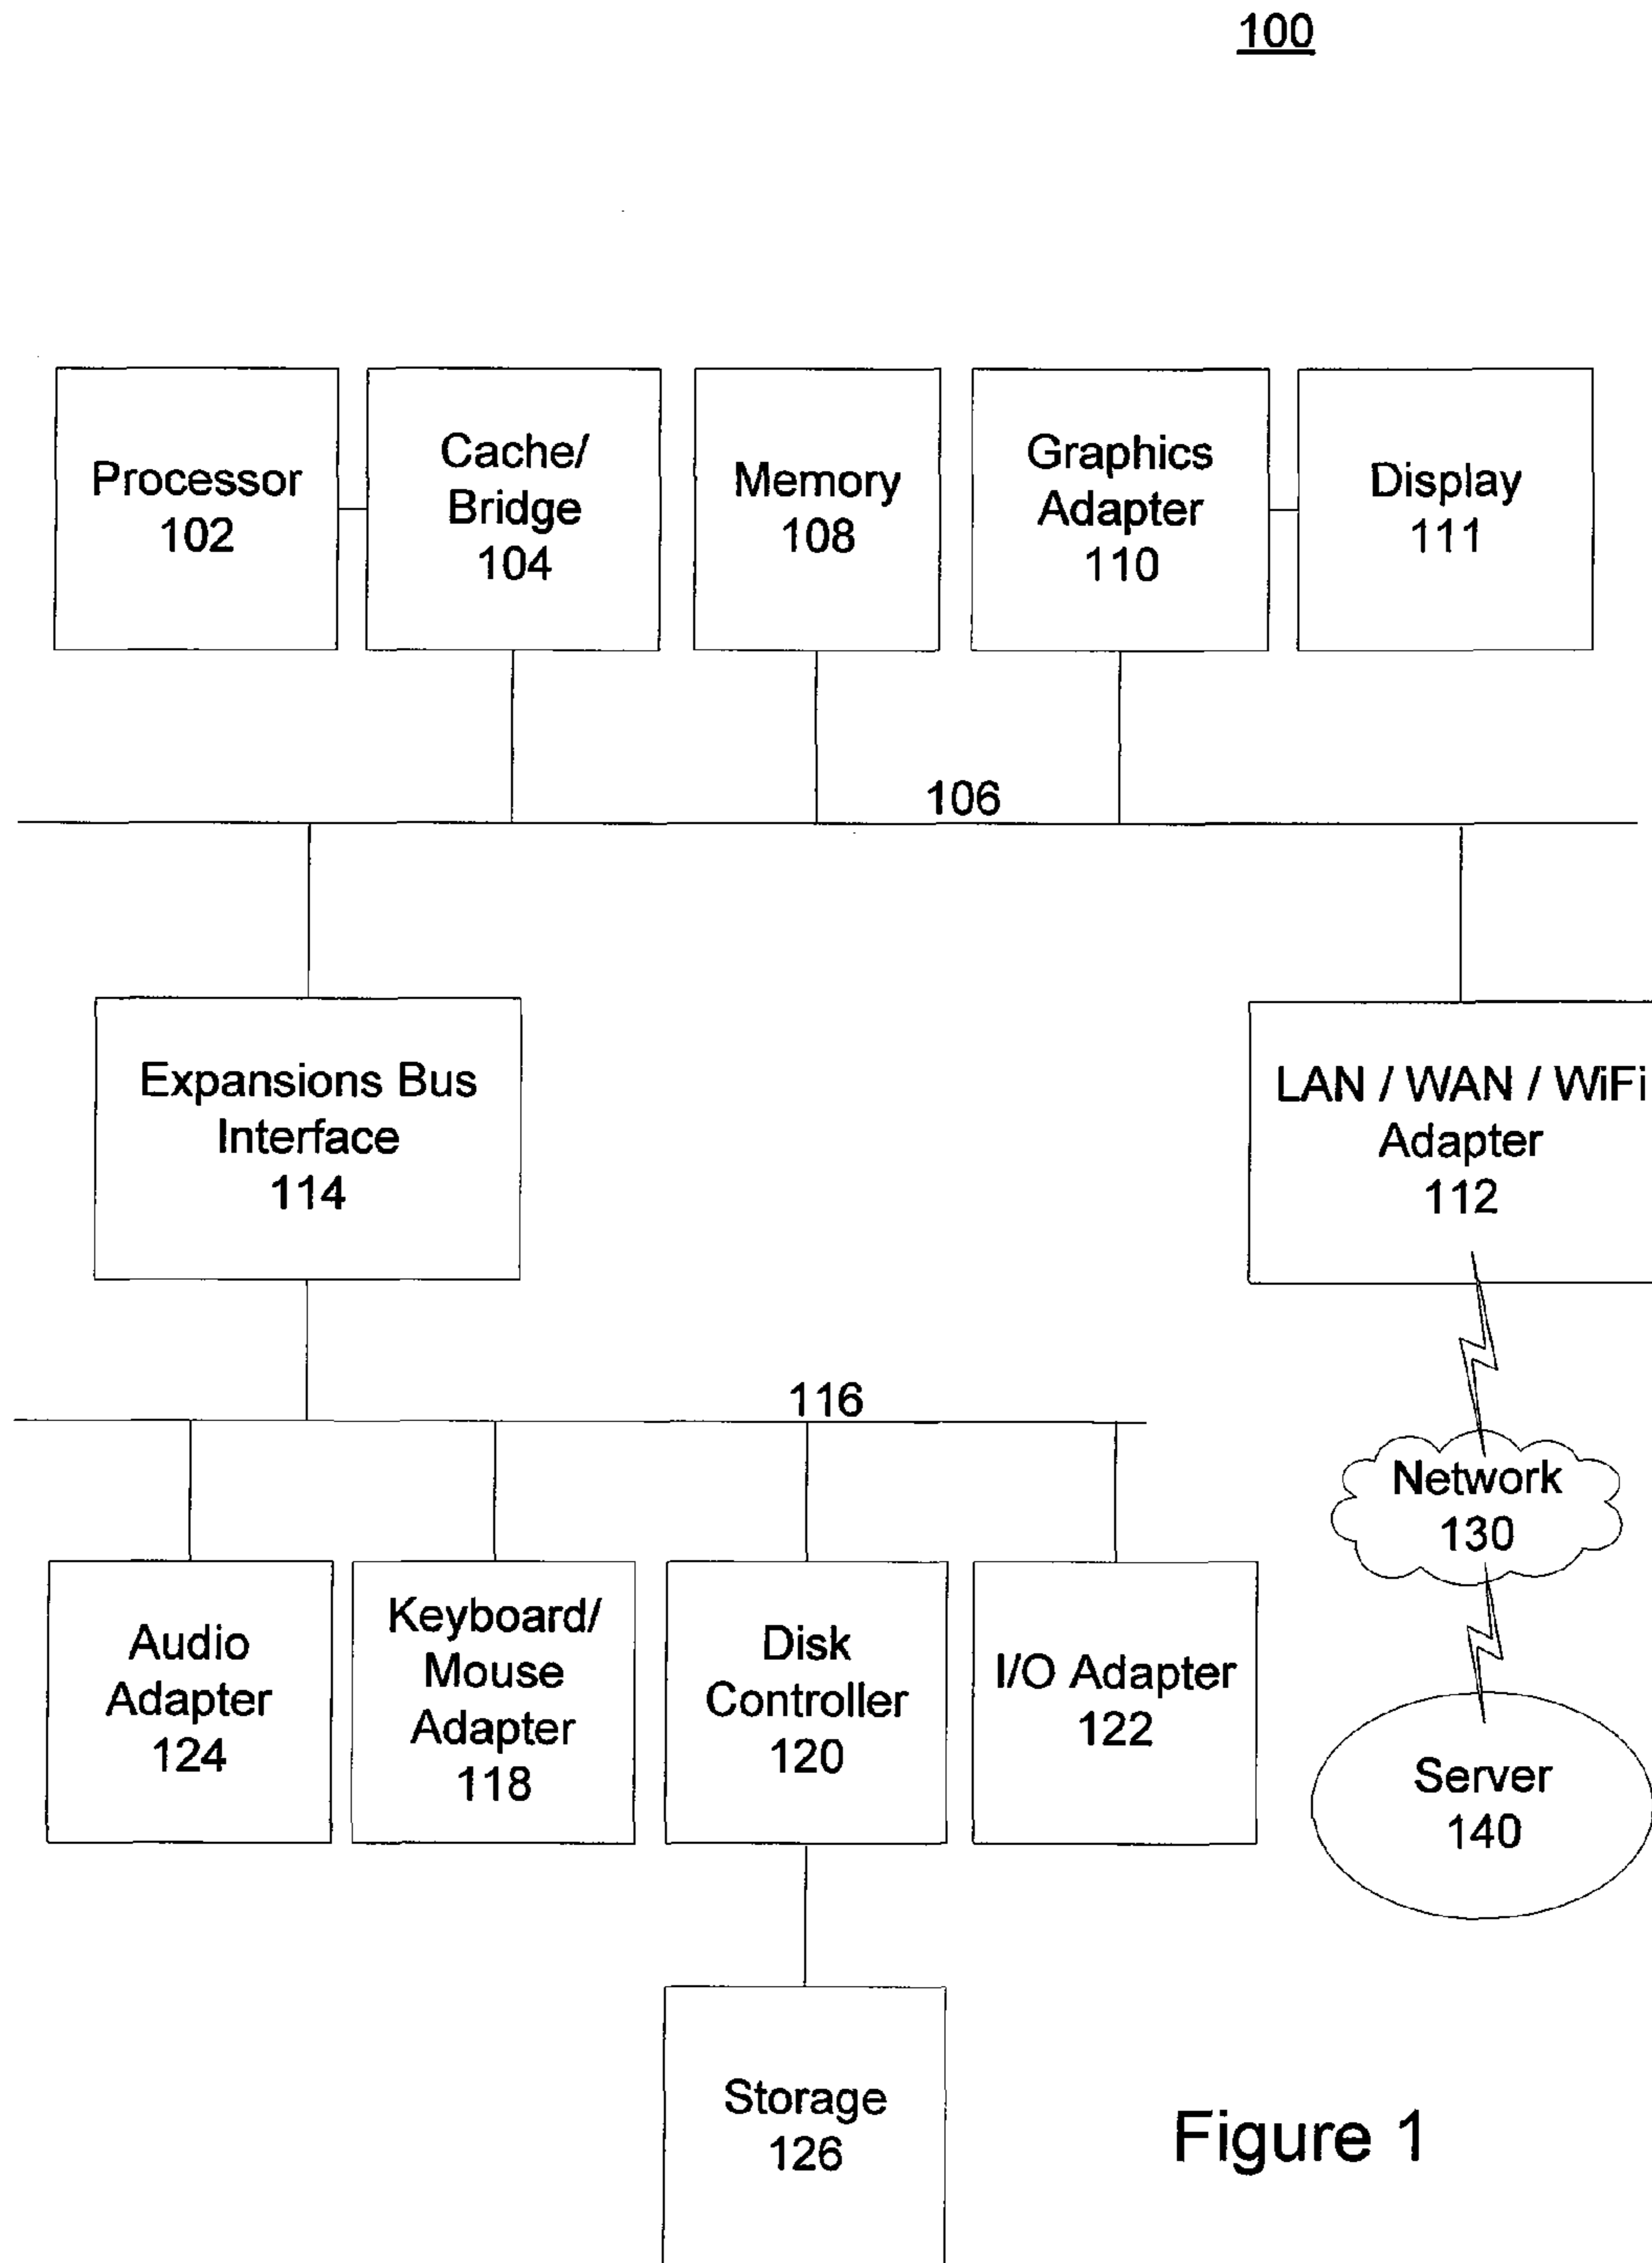 100
Processor
102
Cache/
Bridge
104
Memory
108
Graphics
Adapter
110
Display
111
106
Expansions Bus
Interface
114
LAN / WAN / WiFi
Adapter
112
116
Network
130
Audio
Adapter
124
Keyboard/
Mouse
Adapter
118
Disk
Controller
120
I/O Adapter
122
Server
140
Storage
126
Figure 1